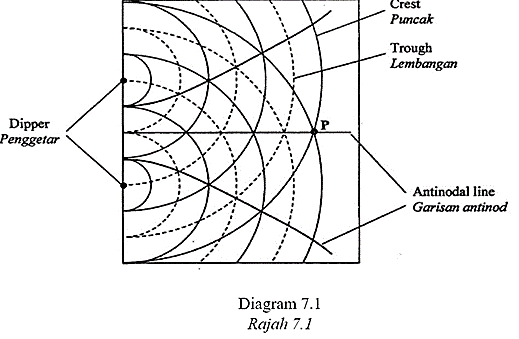 Crest
Puncak
Trough
Lembangan
P
Dipper
Penggetar
Antinodal line
Garisan antinod
Diagram 7.1
Rajah 7.1